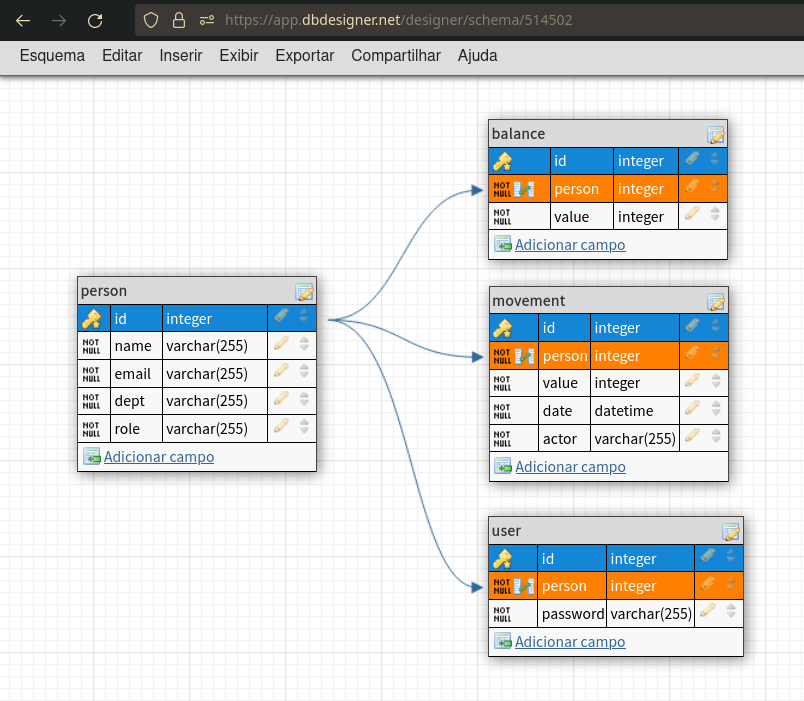 https://app.dbdesigner.net/designer/schema/514502
Esquema Editar Inserir Exibir Exportar Compartilhar Ajuda
balance
id integer
NOT NULL person integer
NOT NULL value integer
Adicionar campo
person
id integer
NOT NULL name varchar(255)
NOT NULL email varchar(255)
NOT NULL dept varchar(255)
NOT NULL role varchar(255)
Adicionar campo
movement
id integer
NOT NULL person integer
NOT NULL value integer
NOT NULL date datetime
NOT NULL actor varchar(255)
Adicionar campo
user
id integer
NOT NULL person integer
NOT NULL password varchar(255)
Adicionar campo